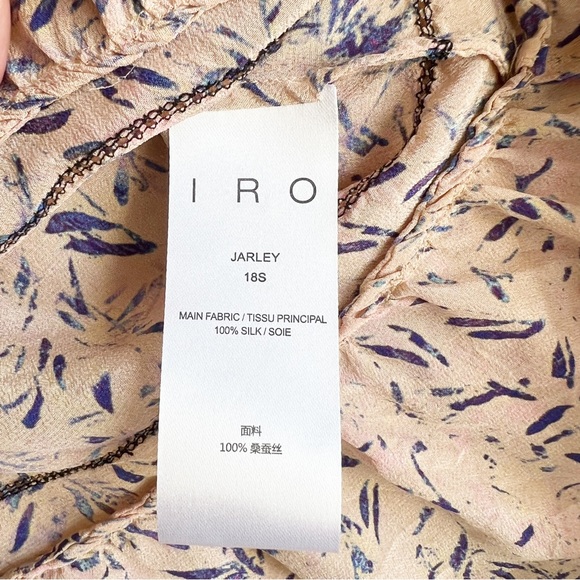 IRO
JARLEY
18S
MAIN FABRIC / TISSU PRINCIPAL
100% SILK / SOIE
面料
100% 桑蚕丝